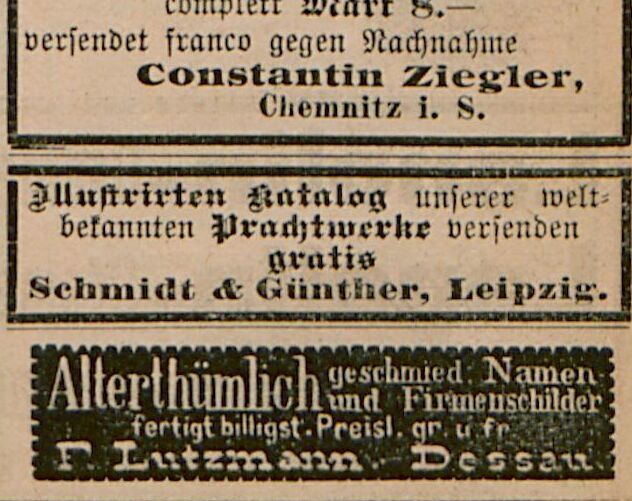 complett Mark 8.—
versendet franco gegen Nachnahme
Constantin Ziegler,
Chemnitz i. S.
Illustrirten Katalog unserer welt-
bekannten Prachtwerke versenden
gratis
Schmidt & Günther, Leipzig.
Alterthümlich geschmied. Namen
und Firmenschilder
fertigt billigst. Preisl. gr. u. fr.
F. Lutzmann. Dessau.